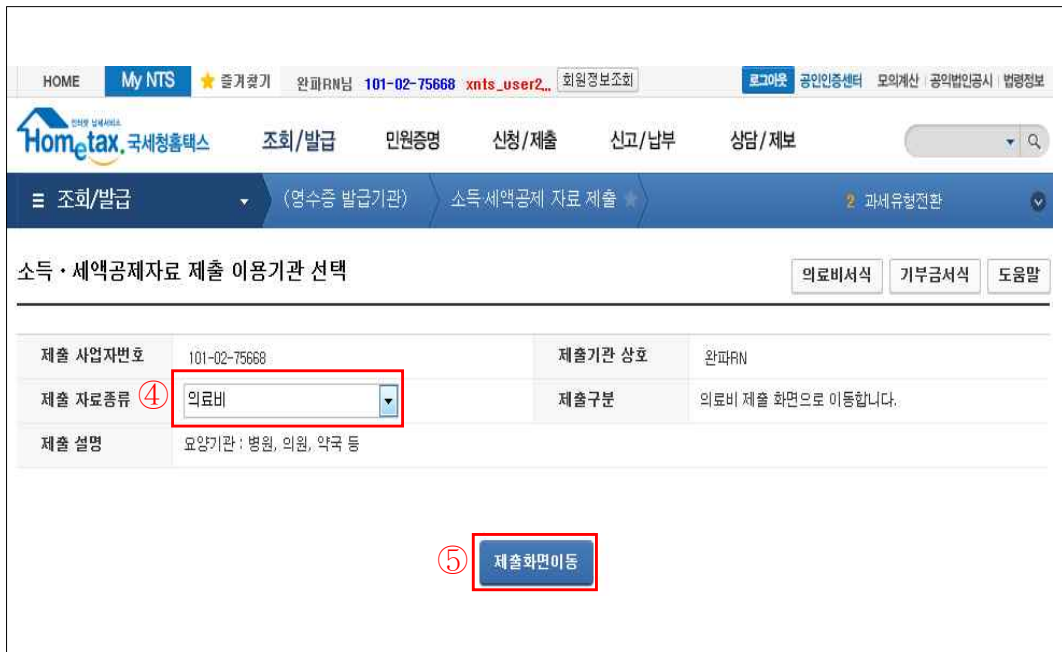 HOME My NTS 즐겨찾기 완파RN님 101-02-75668 xnts_user2... 회원정보조회 로그아웃 공인인증센터 모의계산 공익법인공시 법령정보
인터넷 납세서비스
Hometax. 국세청홈택스 조회/발급 민원증명 신청/제출 신고/납부 상담/제보
☰ 조회/발급 (영수증 발급기관) 소득·세액공제 자료 제출 2 과세유형전환
소득・세액공제자료 제출 이용기관 선택 의료비서식 기부금서식 도움말
제출 사업자번호 101-02-75668 제출기관 상호 완파RN
제출 자료종류 ④ 의료비 제출구분 의료비 제출 화면으로 이동합니다.
제출 설명 요양기관 : 병원, 의원, 약국 등
⑤ 제출화면이동